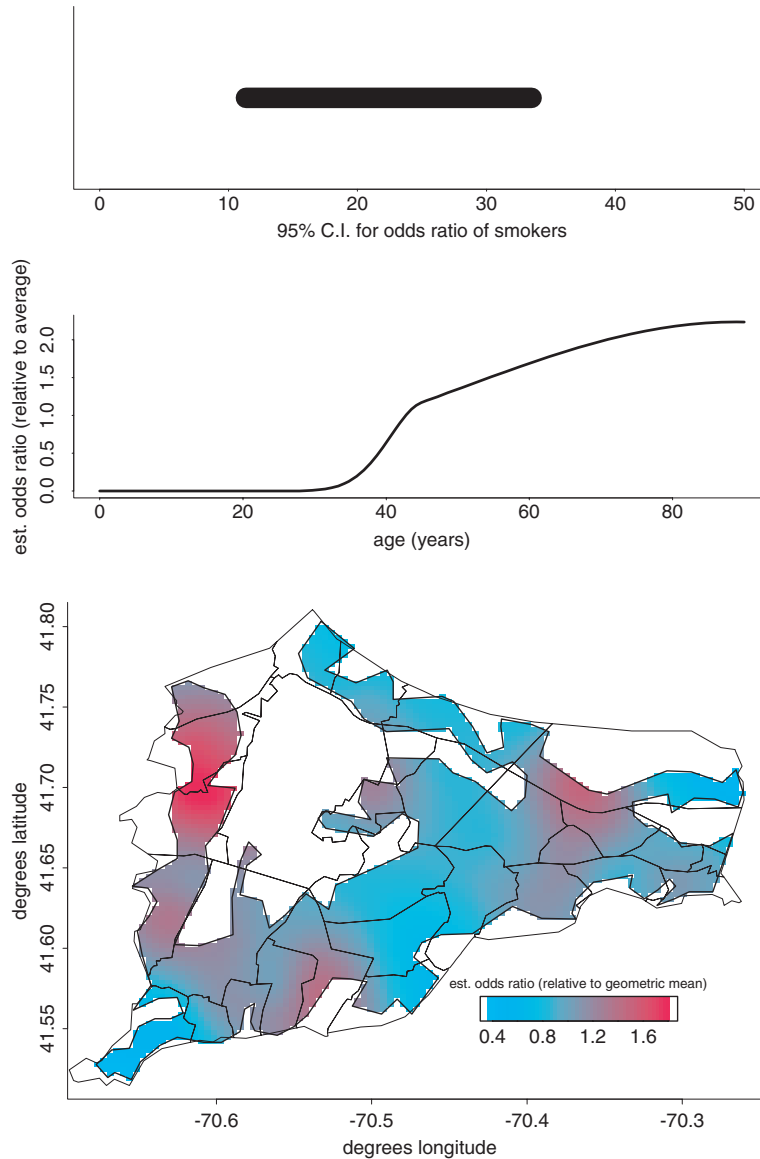 0 10 20 30 40 50
95% C.I. for odds ratio of smokers
est. odds ratio (relative to average)
0.0 0.5 1.0 1.5 2.0
0 20 40 60 80
age (years)
degrees latitude
41.55 41.60 41.65 41.70 41.75 41.80
est. odds ratio (relative to geometric mean)
0.4 0.8 1.2 1.6
-70.6 -70.5 -70.4 -70.3
degrees longitude